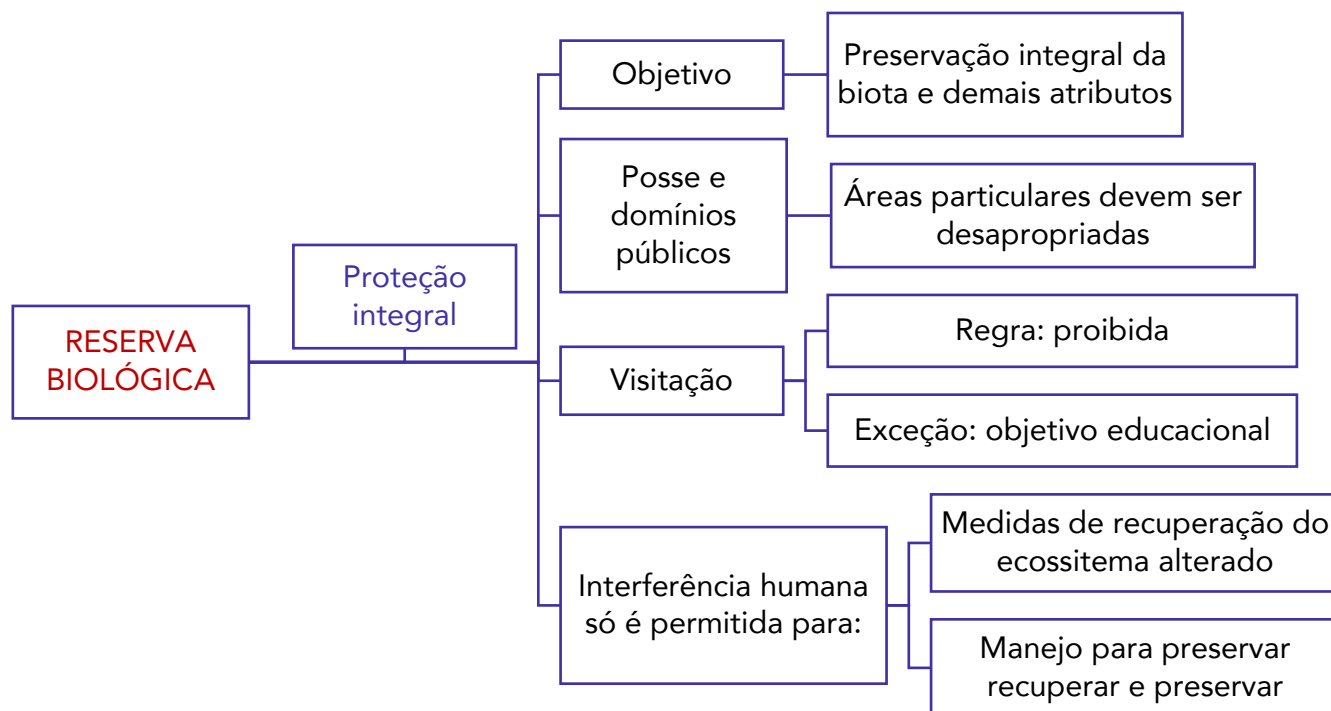 RESERVA
BIOLÓGICA
Proteção
integral
Objetivo
Preservação integral da
biota e demais atributos
Posse e
domínios
públicos
Áreas particulares devem ser
desapropriadas
Visitação
Regra: proibida
Exceção: objetivo educacional
Interferência humana
só é permitida para:
Medidas de recuperação do
ecossitema alterado
Manejo para preservar
recuperar e preservar